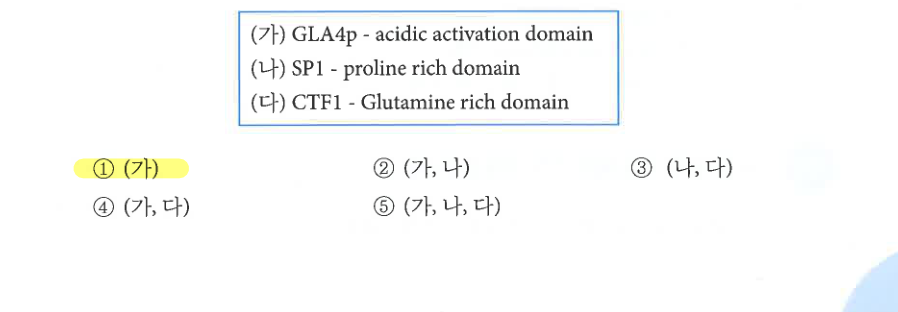 (가) GLA4p - acidic activation domain
(나) SP1 - proline rich domain
(다) CTF1 - Glutamine rich domain
① (가) ② (가, 나) ③ (나, 다)
④ (가, 다) ⑤ (가, 나, 다)